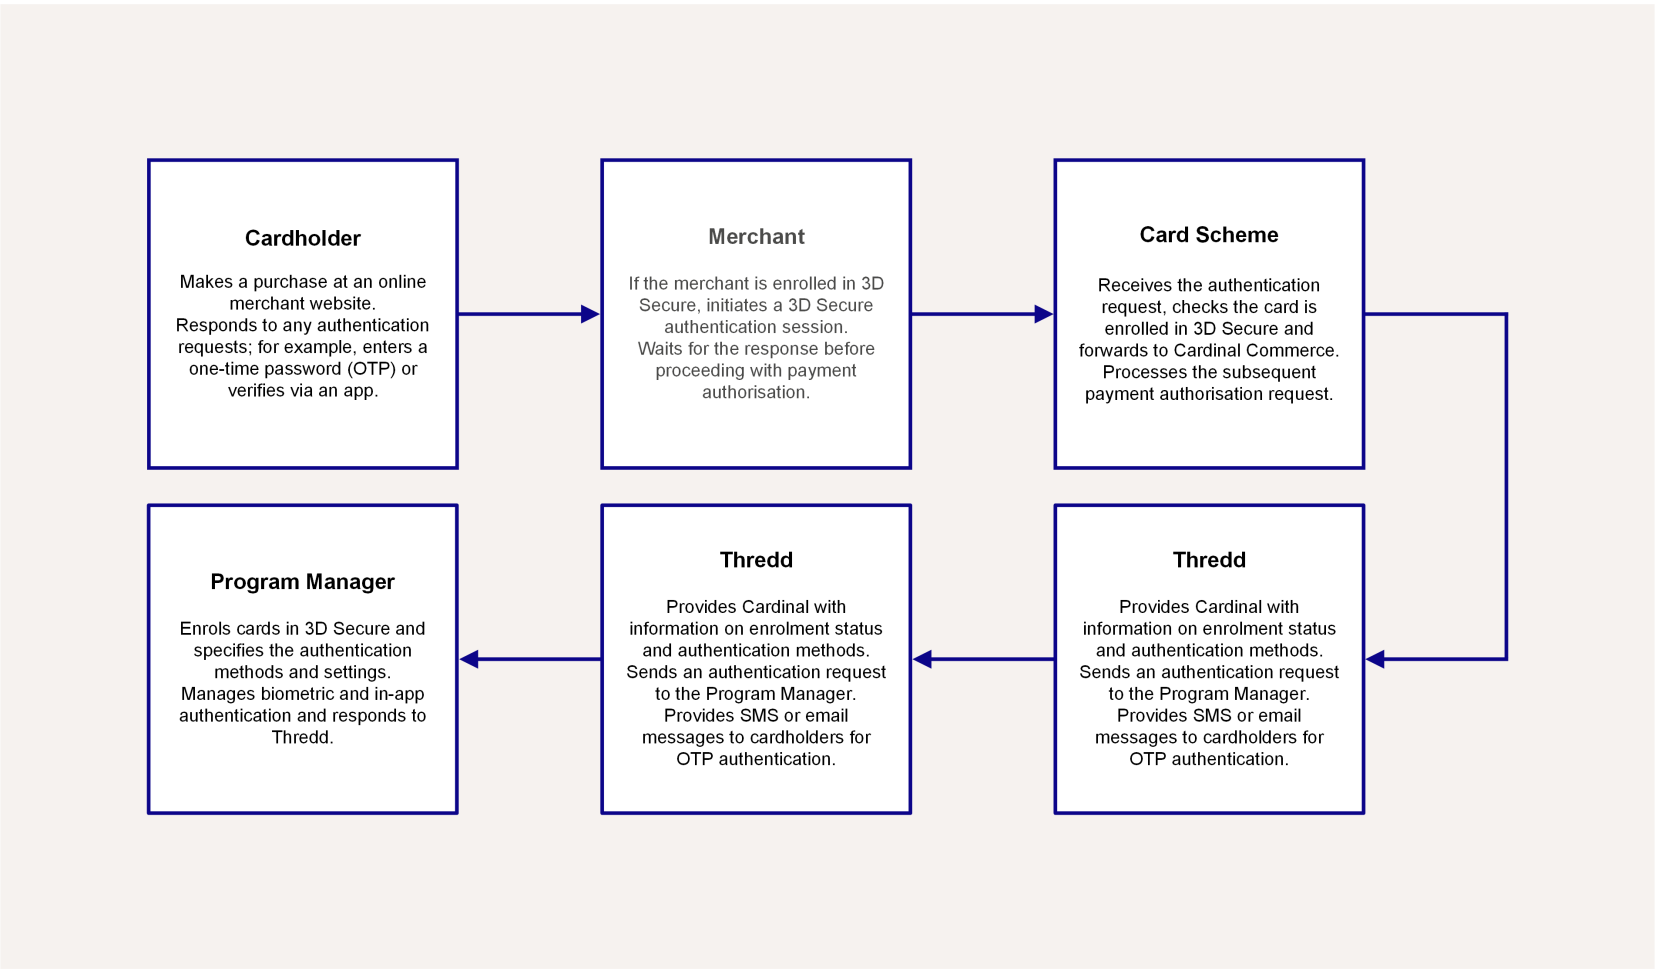 Cardholder
Makes a purchase at an online
merchant website.
Responds to any authentication
requests; for example, enters a
one-time password (OTP) or
verifies via an app.
Merchant
If the merchant is enrolled in 3D
Secure, initiates a 3D Secure
authentication session.
Waits for the response before
proceeding with payment
authorisation.
Card Scheme
Receives the authentication
request, checks the card is
enrolled in 3D Secure and
forwards to Cardinal Commerce.
Processes the subsequent
payment authorisation request.
Thredd
Provides Cardinal with
information on enrolment status
and authentication methods.
Sends an authentication request
to the Program Manager.
Provides SMS or email
messages to cardholders for
OTP authentication.
Thredd
Provides Cardinal with
information on enrolment status
and authentication methods.
Sends an authentication request
to the Program Manager.
Provides SMS or email
messages to cardholders for
OTP authentication.
Program Manager
Enrols cards in 3D Secure and
specifies the authentication
methods and settings.
Manages biometric and in-app
authentication and responds to
Thredd.